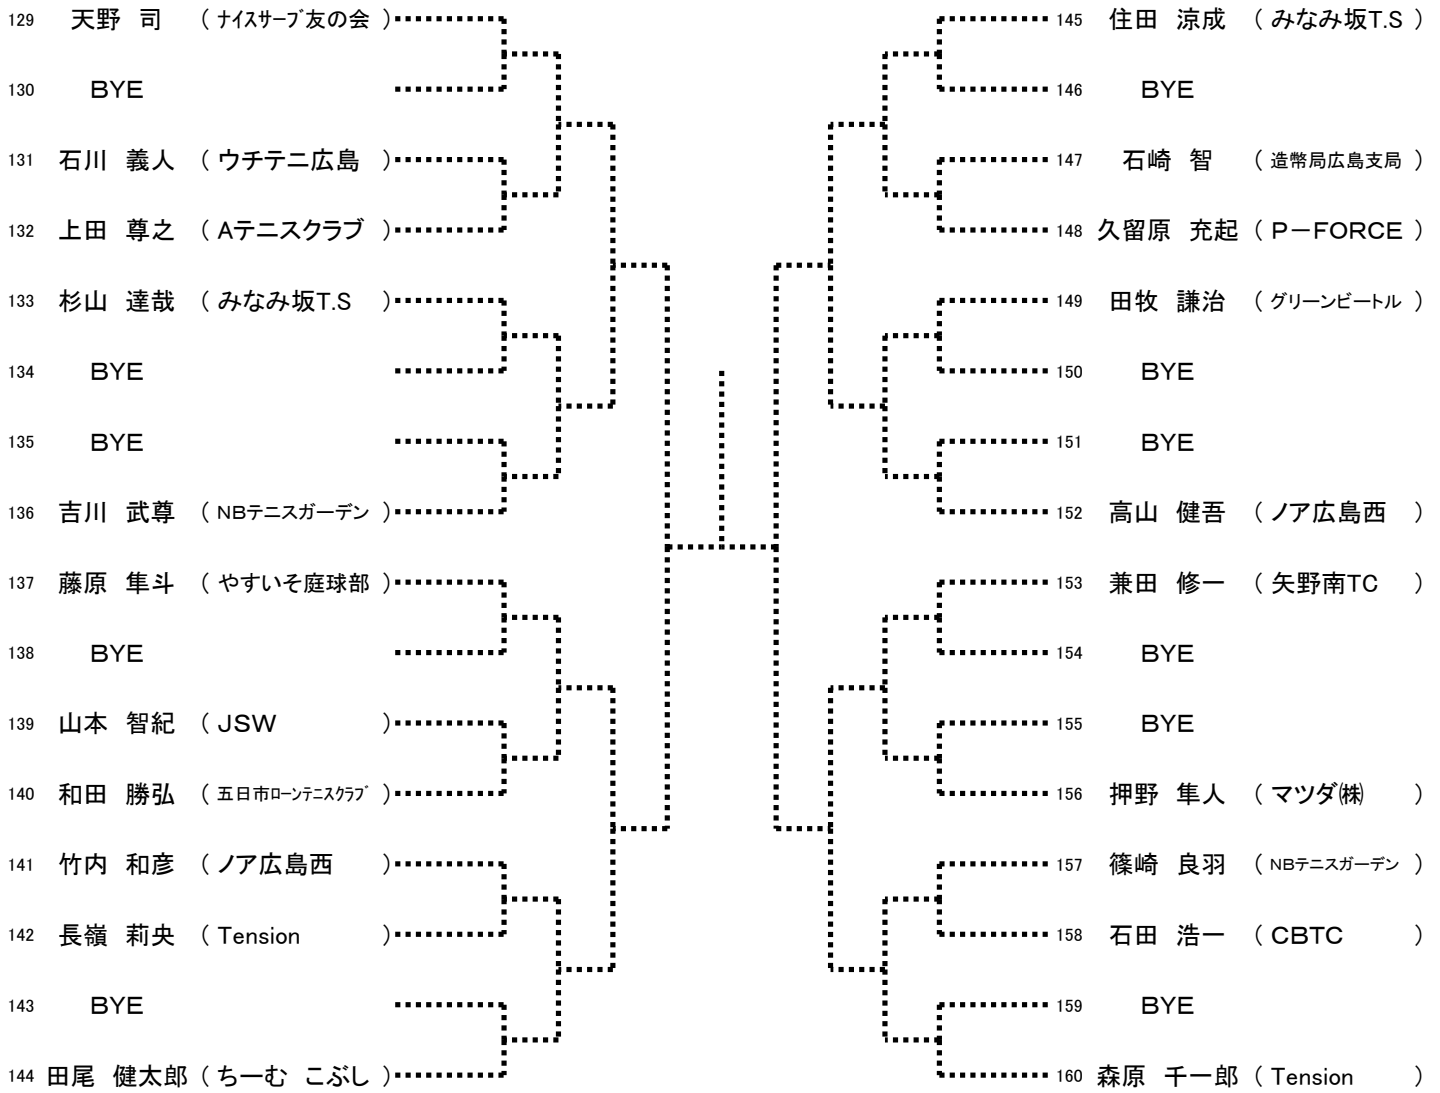 129 天野 司 （ ナイスサーブ友の会 ）
130 BYE
131 石川 義人 （ ウチテニ広島 ）
132 上田 尊之 （ Aテニスクラブ ）
133 杉山 達哉 （ みなみ坂T.S ）
134 BYE
135 BYE
136 吉川 武尊 （ NBテニスガーデン ）
137 藤原 隼斗 （ やすいそ庭球部 ）
138 BYE
139 山本 智紀 （ JSW ）
140 和田 勝弘 （ 五日市ローンテニスクラブ ）
141 竹内 和彦 （ ノア広島西 ）
142 長嶺 莉央 （ Tension ）
143 BYE
144 田尾 健太郎 （ ちーむ こぶし ）
145 住田 涼成 （ みなみ坂T.S ）
146 BYE
147 石崎 智 （ 造幣局広島支局 ）
148 久留原 充起 （ P－FORCE ）
149 田牧 謙治 （ グリーンビートル ）
150 BYE
151 BYE
152 高山 健吾 （ ノア広島西 ）
153 兼田 修一 （ 矢野南TC ）
154 BYE
155 BYE
156 押野 隼人 （ マツダ㈱ ）
157 篠崎 良羽 （ NBテニスガーデン ）
158 石田 浩一 （ CBTC ）
159 BYE
160 森原 千一郎 （ Tension ）